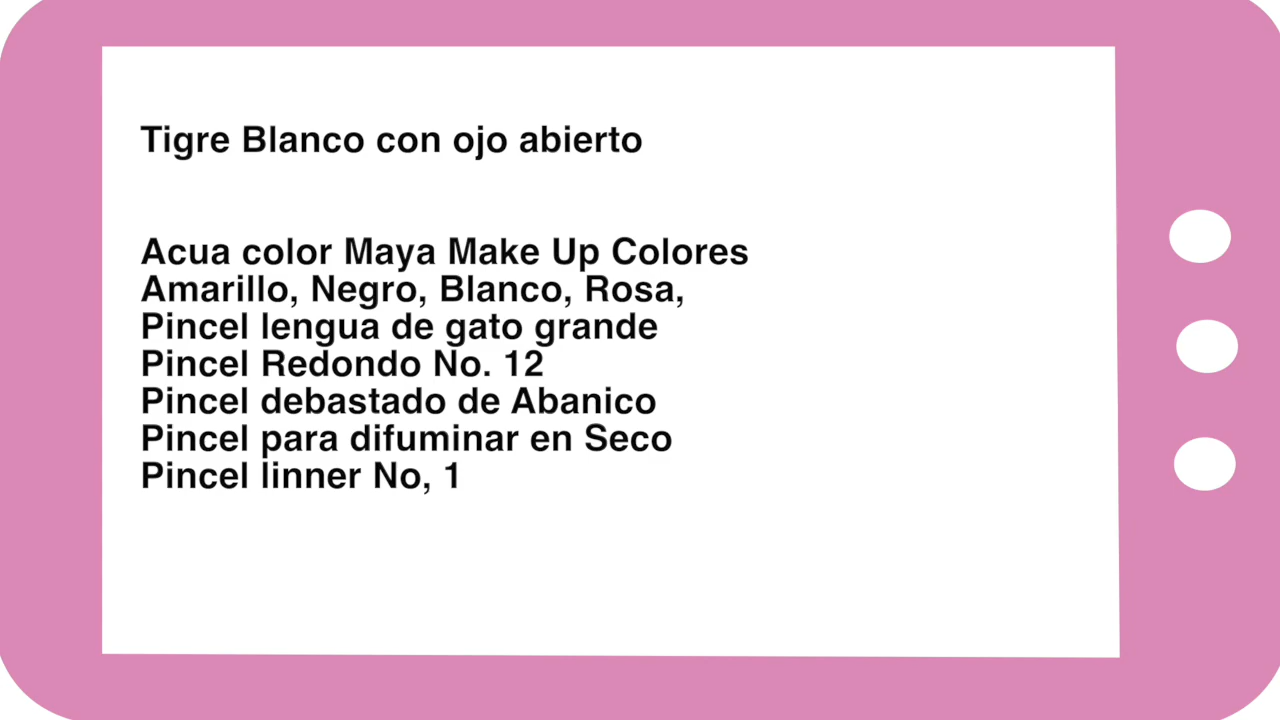 Tigre Blanco con ojo abierto
Acua color Maya Make Up Colores
Amarillo, Negro, Blanco, Rosa,
Pincel lengua de gato grande
Pincel Redondo No. 12
Pincel debastado de Abanico
Pincel para difuminar en Seco
Pincel linner No, 1